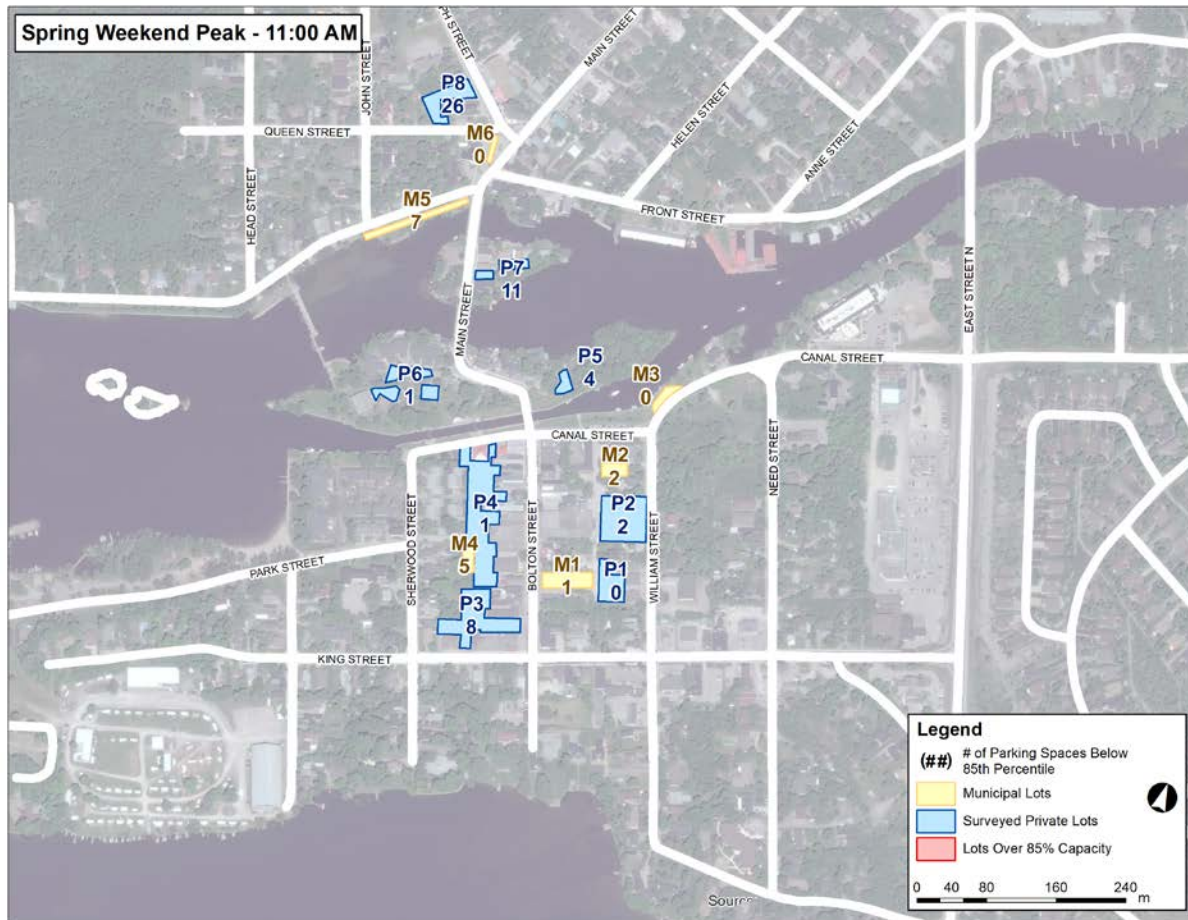 Spring Weekend Peak - 11:00 AM
PH STREET
MAIN STREET
JOHN STREET
P8
26
QUEEN STREET
M6
0
HELEN STREET
ANNE STREET
HEAD STREET
M5
7
FRONT STREET
EAST STREET N
P7
11
MAIN STREET
P6
1
P5
4
M3
0
CANAL STREET
CANAL STREET
M2
2
NEED STREET
P4
1
P2
2
M4
5
SHERWOOD STREET
BOLTON STREET
WILLIAM STREET
PARK STREET
M1
1
P1
0
P3
8
KING STREET
Legend
(##) # of Parking Spaces Below
85th Percentile
Municipal Lots
Surveyed Private Lots
Lots Over 85% Capacity
0 40 80 160 240
m